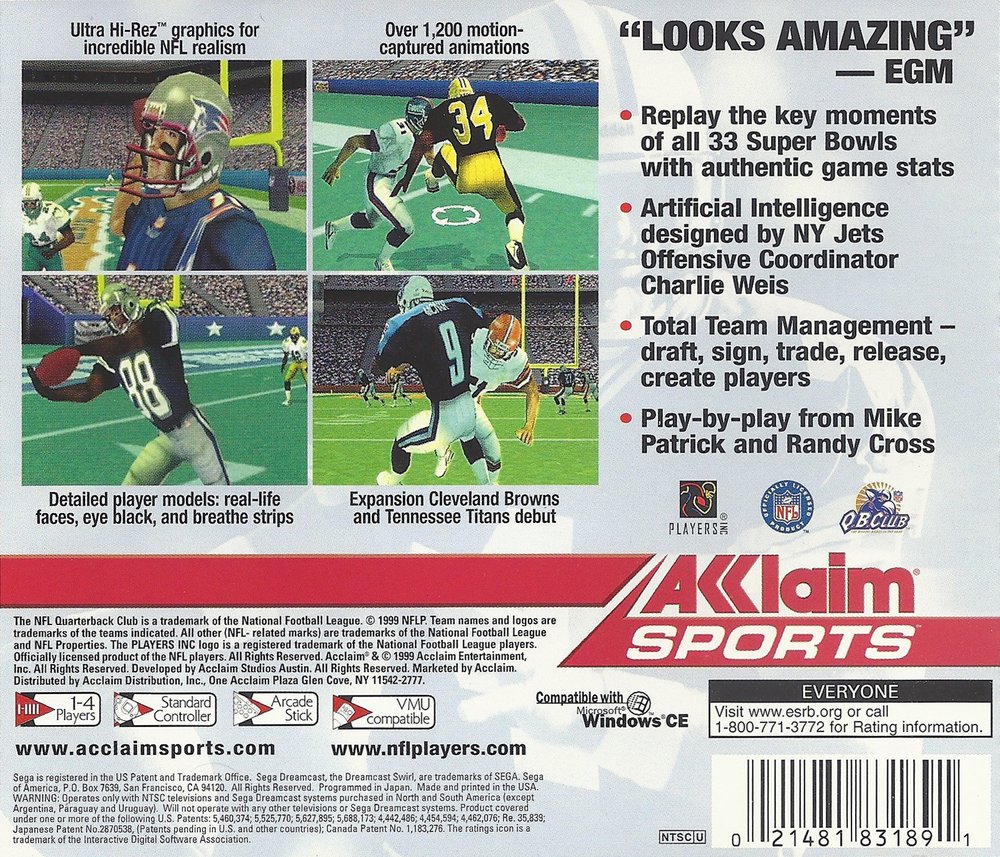 Ultra Hi-Rez™ graphics for
incredible NFL realism
Over 1,200 motion-
captured animations
34
88
9
Detailed player models: real-life
faces, eye black, and breathe strips
Expansion Cleveland Browns
and Tennessee Titans debut
“LOOKS AMAZING”
— EGM
• Replay the key moments
of all 33 Super Bowls
with authentic game stats
• Artificial Intelligence
designed by NY Jets
Offensive Coordinator
Charlie Weis
• Total Team Management –
draft, sign, trade, release,
create players
• Play-by-play from Mike
Patrick and Randy Cross
PLAYERS INC
OFFICIALLY LICENSED
NFL
PRODUCT
QB CLUB
AKKlaim
SPORTS™
The NFL Quarterback Club is a trademark of the National Football League. © 1999 NFLP. Team names and logos are
trademarks of the teams indicated. All other (NFL- related marks) are trademarks of the National Football League
and NFL Properties. The PLAYERS INC logo is a registered trademark of the National Football League players.
Officially licensed product of the NFL players. All Rights Reserved. Acclaim® & © 1999 Acclaim Entertainment,
Inc. All Rights Reserved. Developed by Acclaim Studios Austin. All Rights Reserved. Marketed by Acclaim.
Distributed by Acclaim Distribution, Inc., One Acclaim Plaza Glen Cove, NY 11542-2777.
1-4
Players
Standard
Controller
Arcade
Stick
VMU
compatible
Compatible with
Microsoft®
Windows®CE
EVERYONE
Visit www.esrb.org or call
1-800-771-3772 for Rating information.
www.acclaimsports.com
www.nflplayers.com
Sega is registered in the US Patent and Trademark Office. Sega Dreamcast, the Dreamcast Swirl, are trademarks of SEGA. Sega
of America, P.O. Box 7639, San Francisco, CA 94120. All Rights Reserved. Programmed in Japan. Made and printed in the USA.
WARNING: Operates only with NTSC televisions and Sega Dreamcast systems purchased in North and South America (except
Argentina, Paraguay and Uruguay). Will not operate with any other televisions or Sega Dreamcast systems. Product covered
under one or more of the following U.S. Patents: 5,460,374; 5,525,770; 5,627,895; 5,688,173; 4,442,486; 4,454,594; 4,462,076; Re. 35,839;
Japanese Patent No.2870538, (Patents pending in U.S. and other countries); Canada Patent No. 1,183,276. The ratings icon is a
trademark of the Interactive Digital Software Association.
NTSC U
0 21481 83189 1